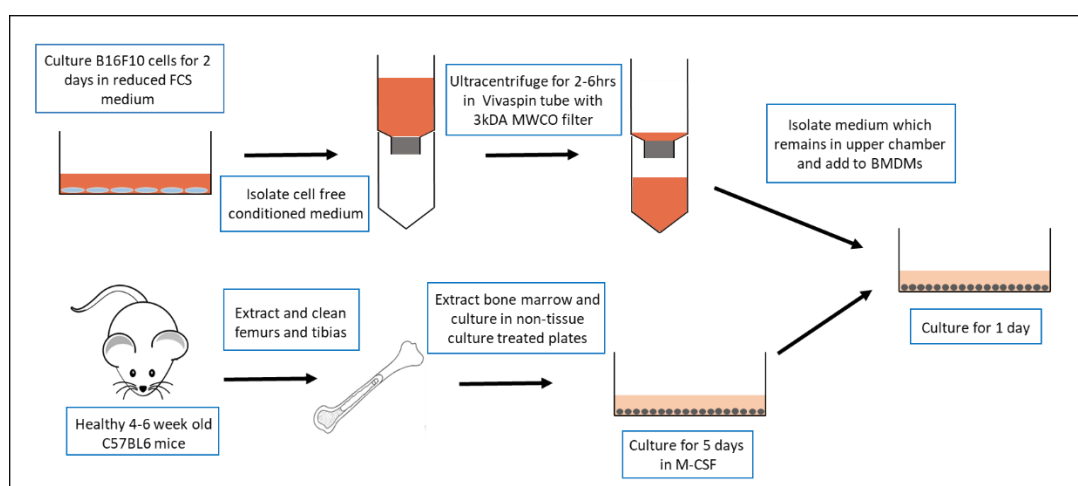 Culture B16F10 cells for 2
days in reduced FCS
medium
Isolate cell free
conditioned medium
Ultracentrifuge for 2-6hrs
in Vivaspin tube with
3kDA MWCO filter
Isolate medium which
remains in upper chamber
and add to BMDMs
Healthy 4-6 week old
C57BL6 mice
Extract and clean
femurs and tibias
Extract bone marrow and
culture in non-tissue
culture treated plates
Culture for 5 days
in M-CSF
Culture for 1 day